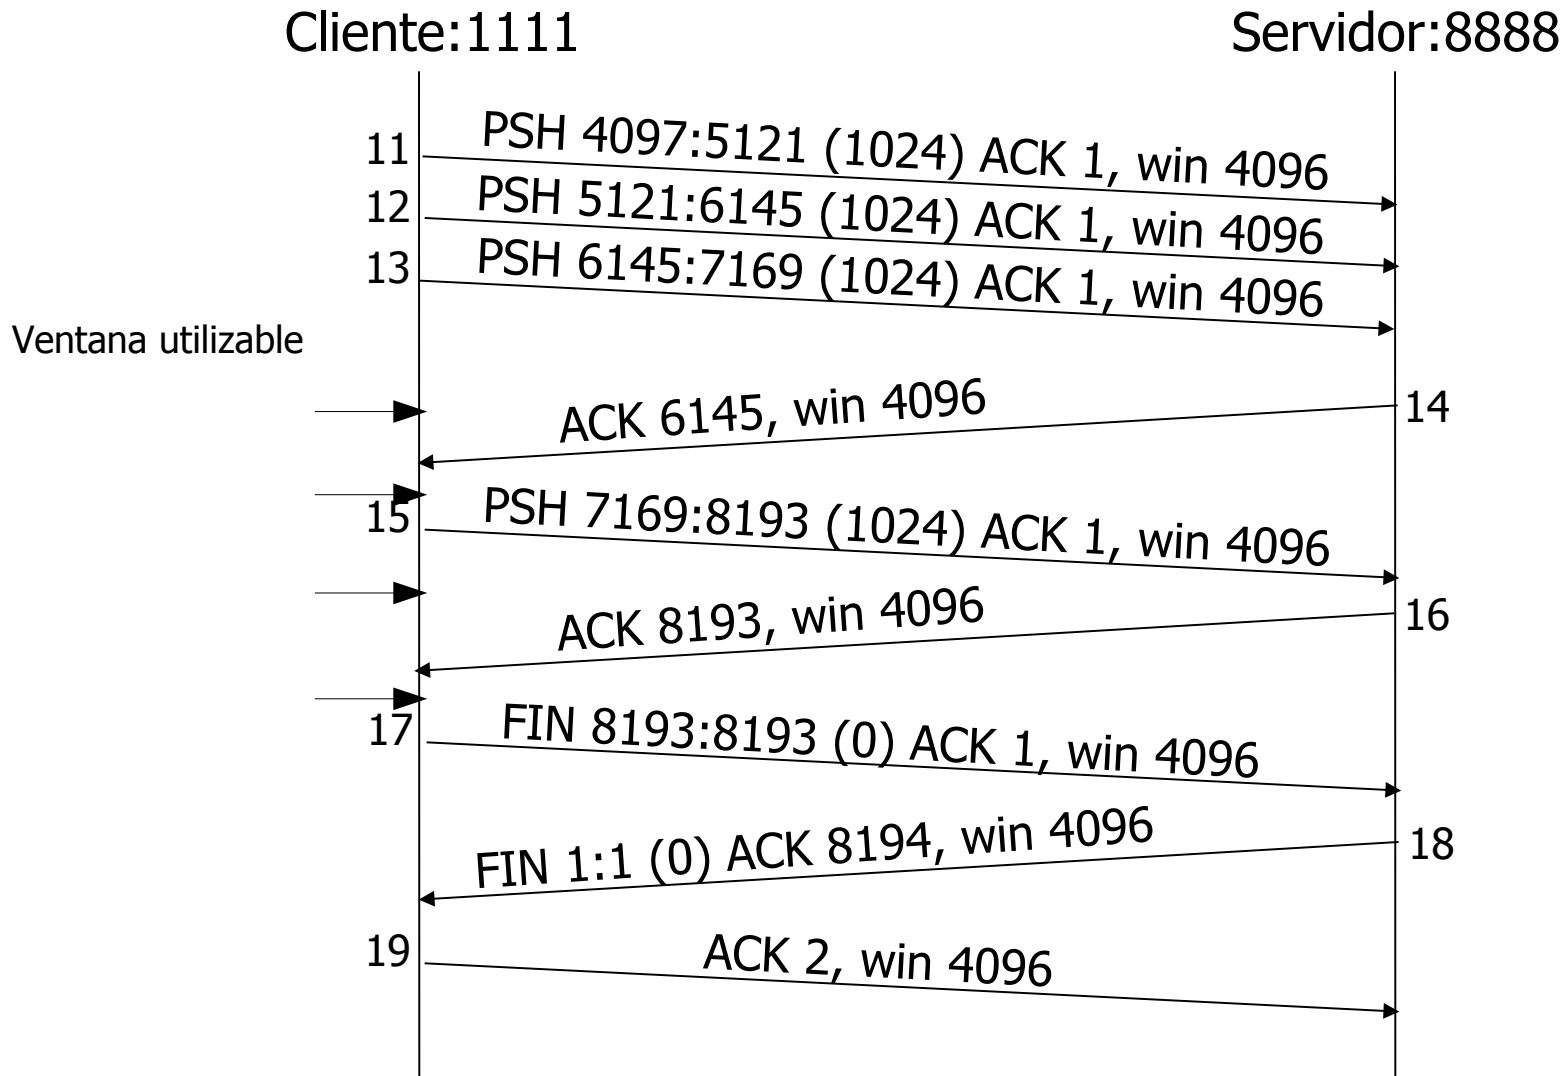 Cliente:1111
Servidor:8888
11
PSH 4097:5121 (1024) ACK 1, win 4096
12
PSH 5121:6145 (1024) ACK 1, win 4096
13
PSH 6145:7169 (1024) ACK 1, win 4096
Ventana utilizable
ACK 6145, win 4096
14
15
PSH 7169:8193 (1024) ACK 1, win 4096
ACK 8193, win 4096
16
17
FIN 8193:8193 (0) ACK 1, win 4096
FIN 1:1 (0) ACK 8194, win 4096
18
19
ACK 2, win 4096